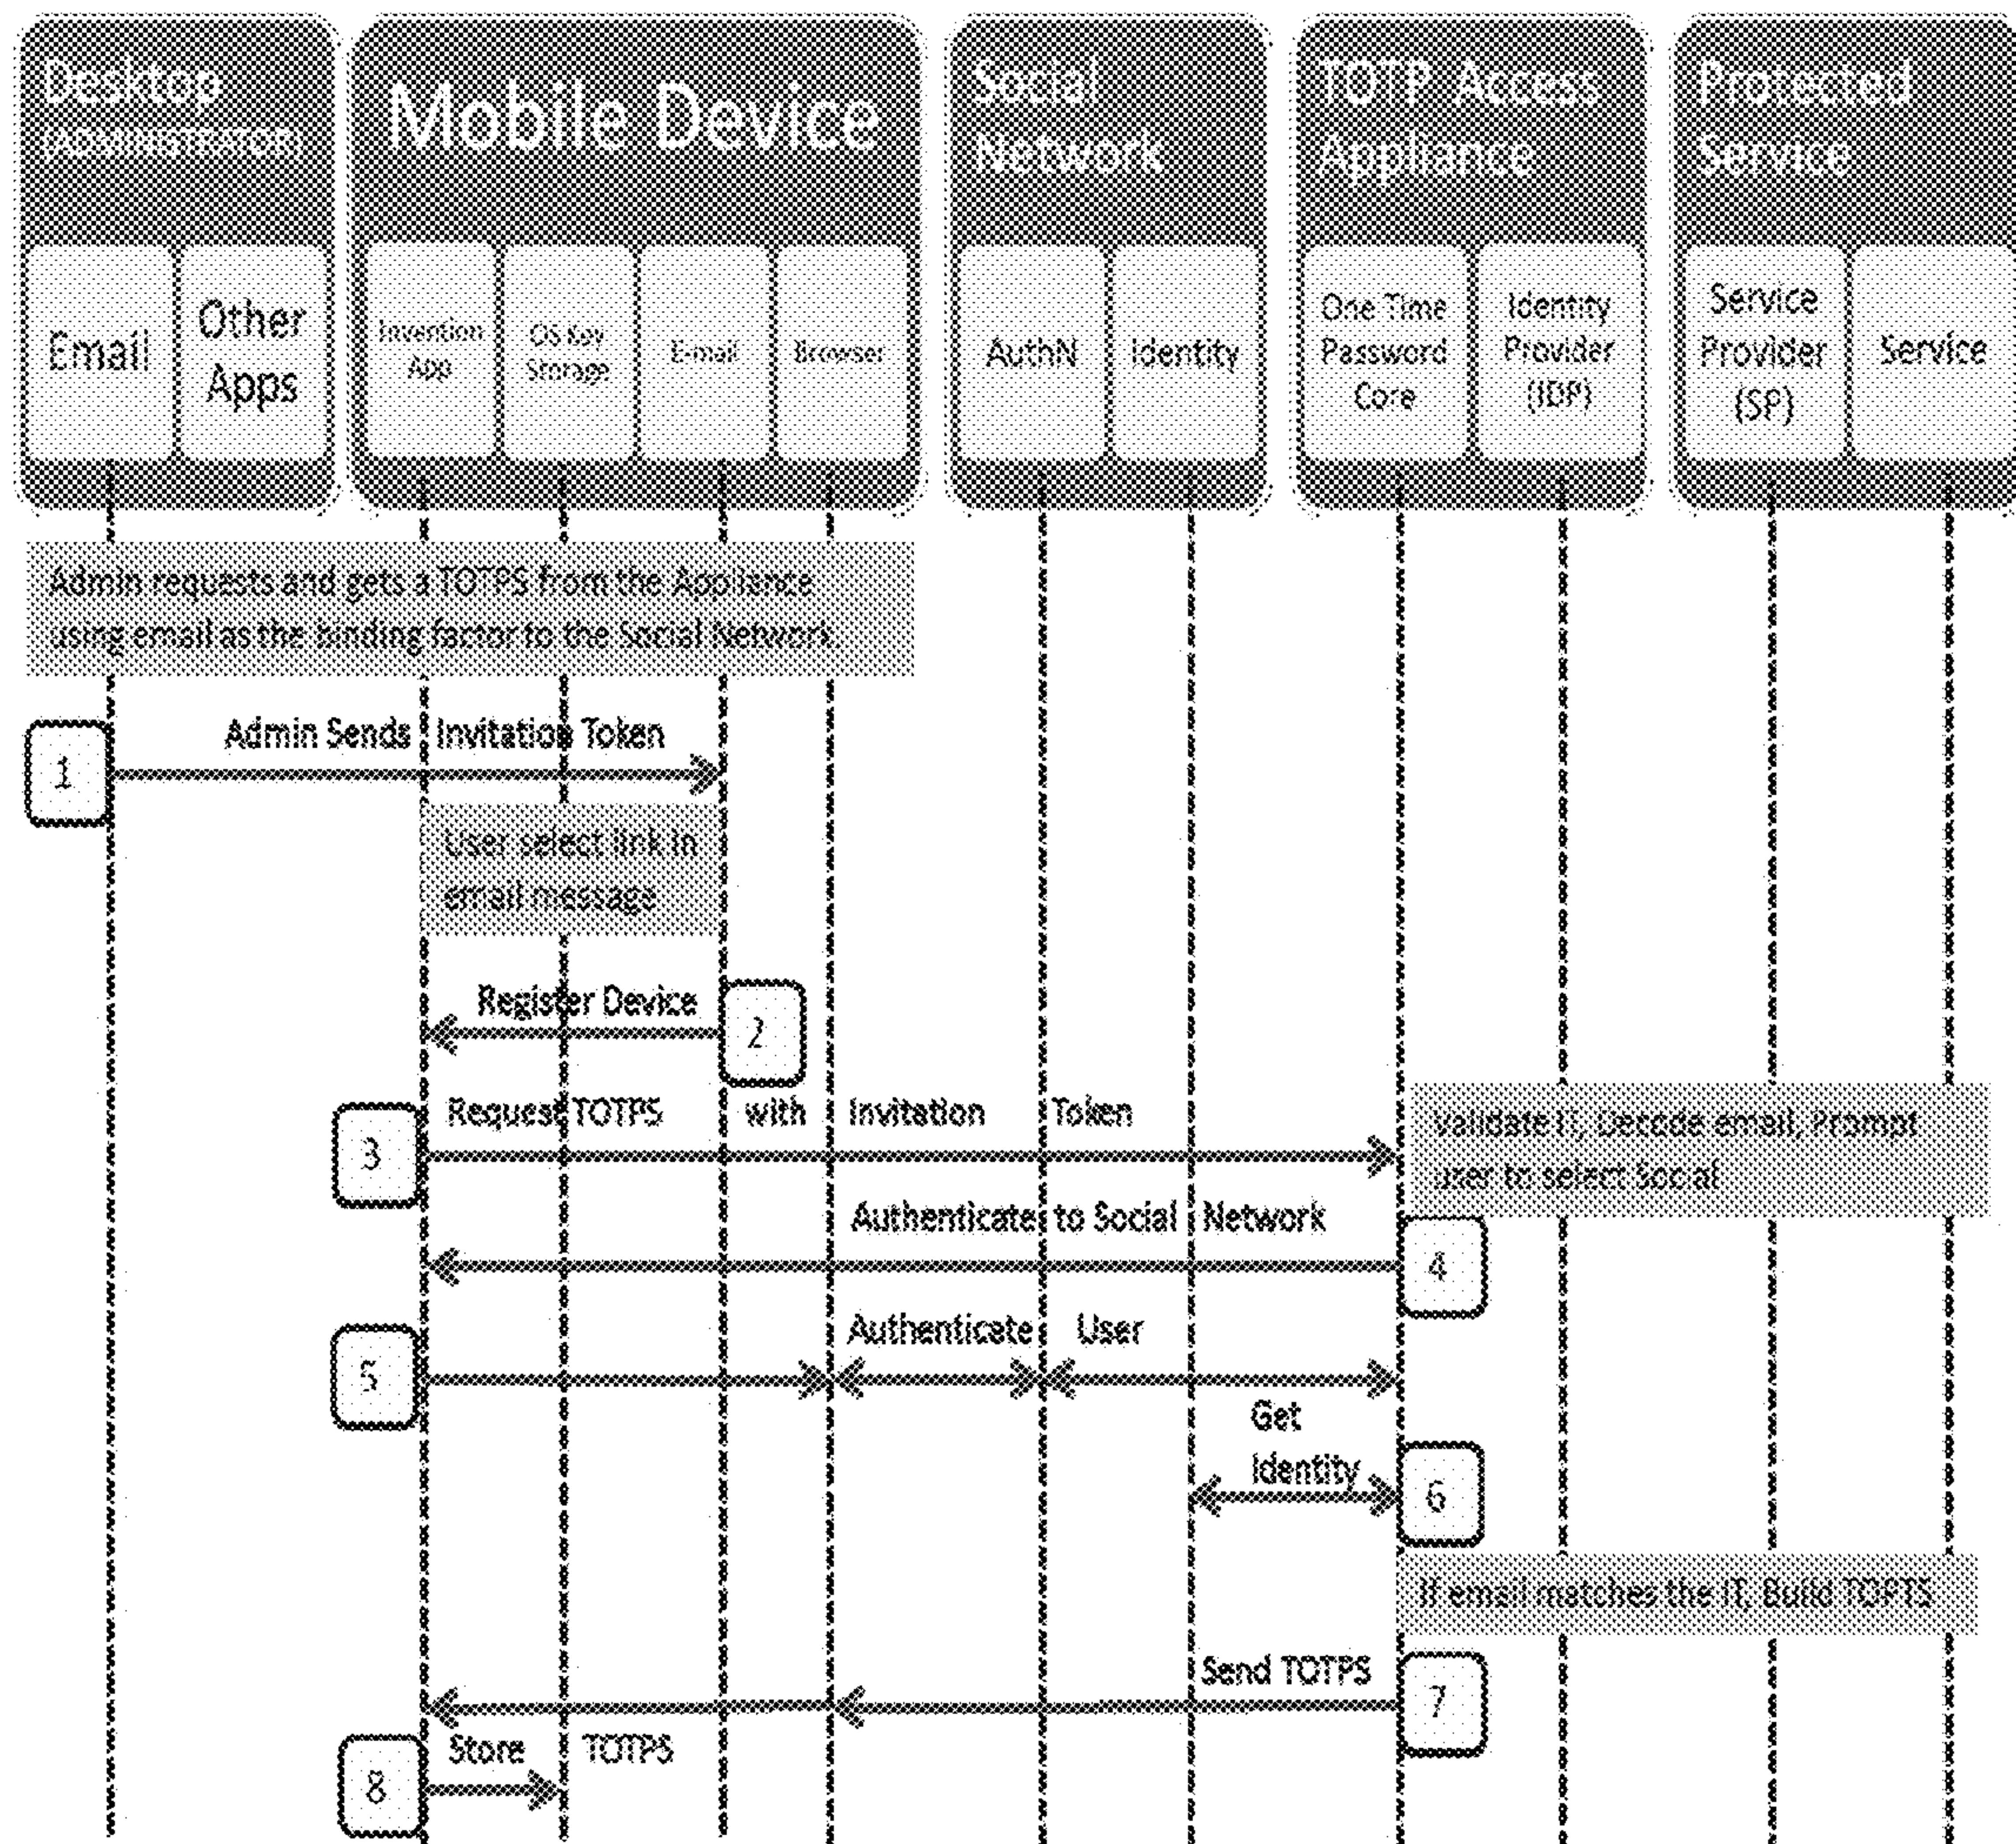 Desktop
(ADMINISTRATOR)
Mobile Device
Social
Network
TOTP Access
Appliance
Protected
Service
Email
Other
Apps
Invention
App
OS Key
Storage
E-mail
Browser
AuthN
Identity
One Time
Password
Core
Identity
Provider
(IDP)
Service
Provider
(SP)
Service
Admin requests and gets a TOTPS from the Appliance
using email as the binding factor to the Social Network.
Admin Sends Invitation Token
1
User select link in
email message
Register Device
2
Request TOTPS with Invitation Token
3
Validate IT, Decode email, Prompt
user to select Social
Authenticate to Social Network
4
Authenticate User
5
Get
Identity
6
If email matches the IT, Build TOPTS
Send TOTPS
7
Store TOTPS
8